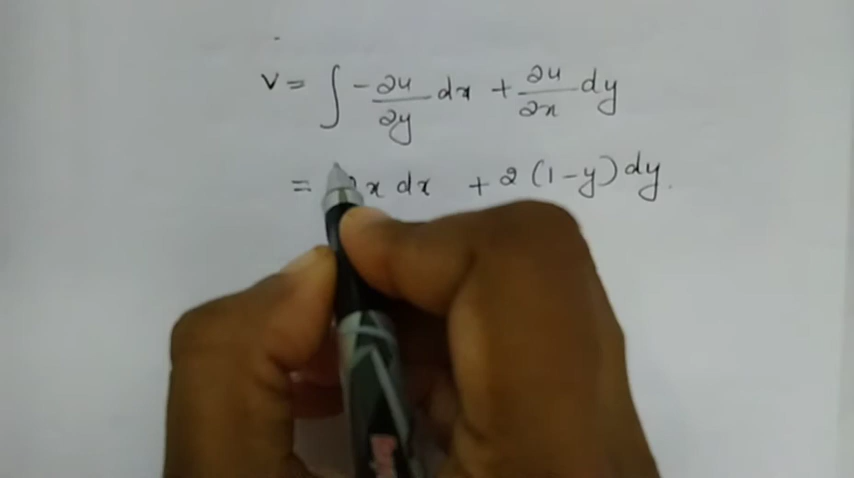 v = ∫ -∂u/∂y dx + ∂u/∂x dy
= x dx + 2(1-y) dy.